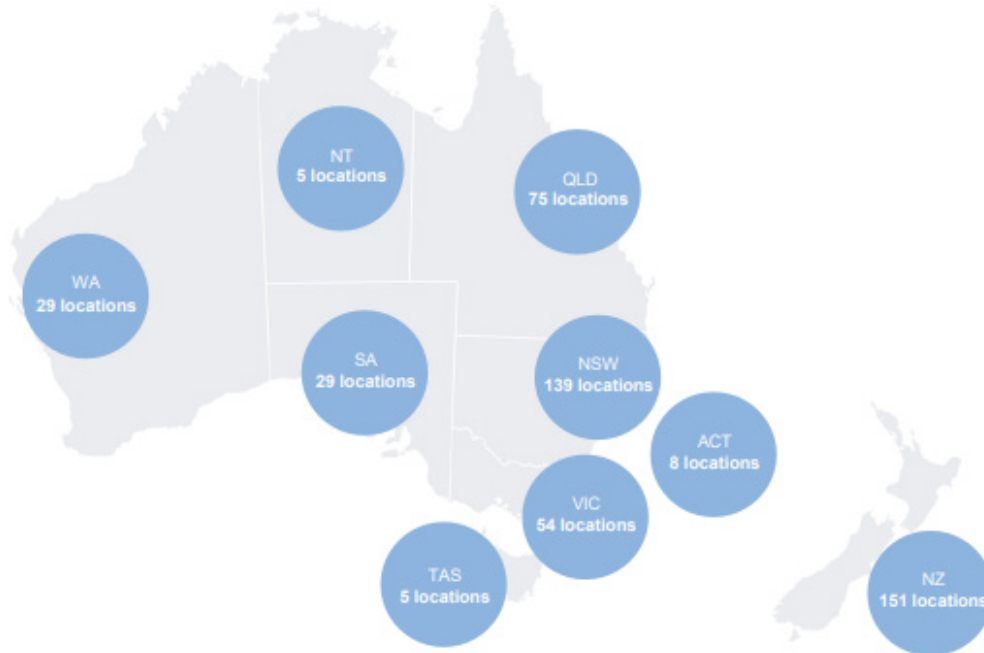 NT
5 locations
QLD
75 locations
WA
29 locations
SA
29 locations
NSW
139 locations
ACT
8 locations
VIC
54 locations
TAS
5 locations
NZ
151 locations